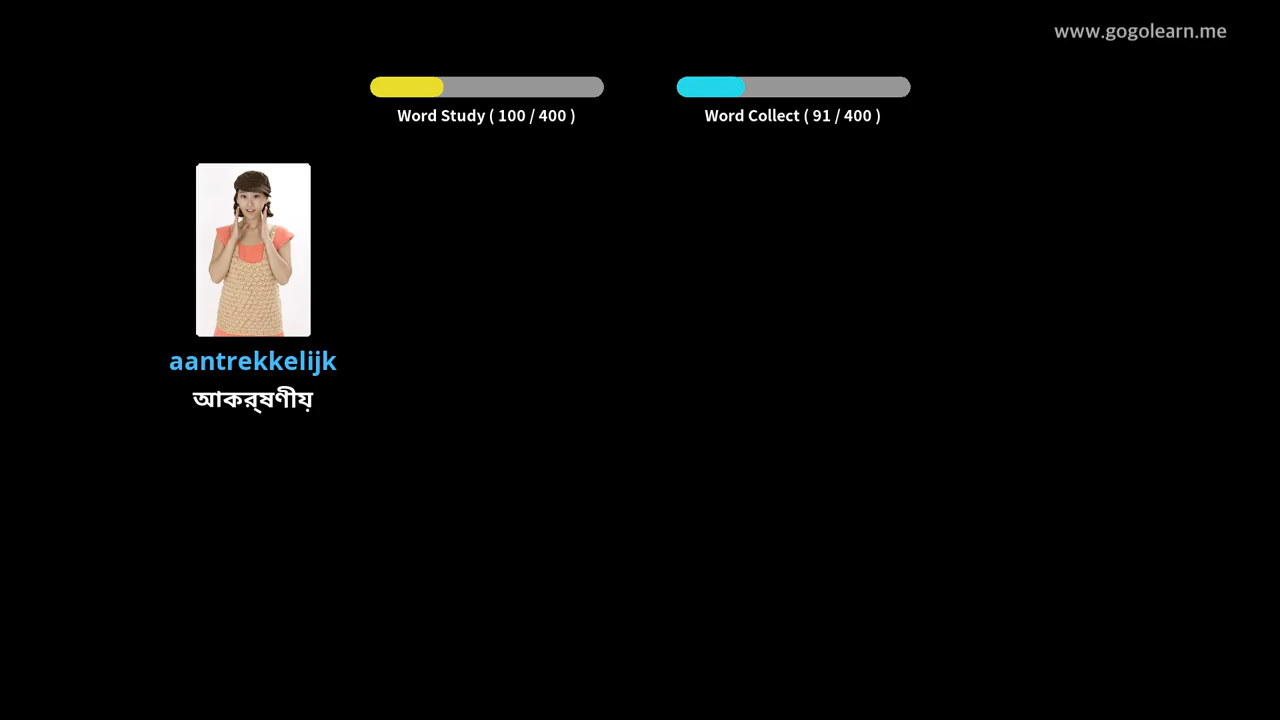 www.gogolearn.me
Word Study ( 100 / 400 )
Word Collect ( 91 / 400 )
aantrekkelijk
আকর্ষণীয়